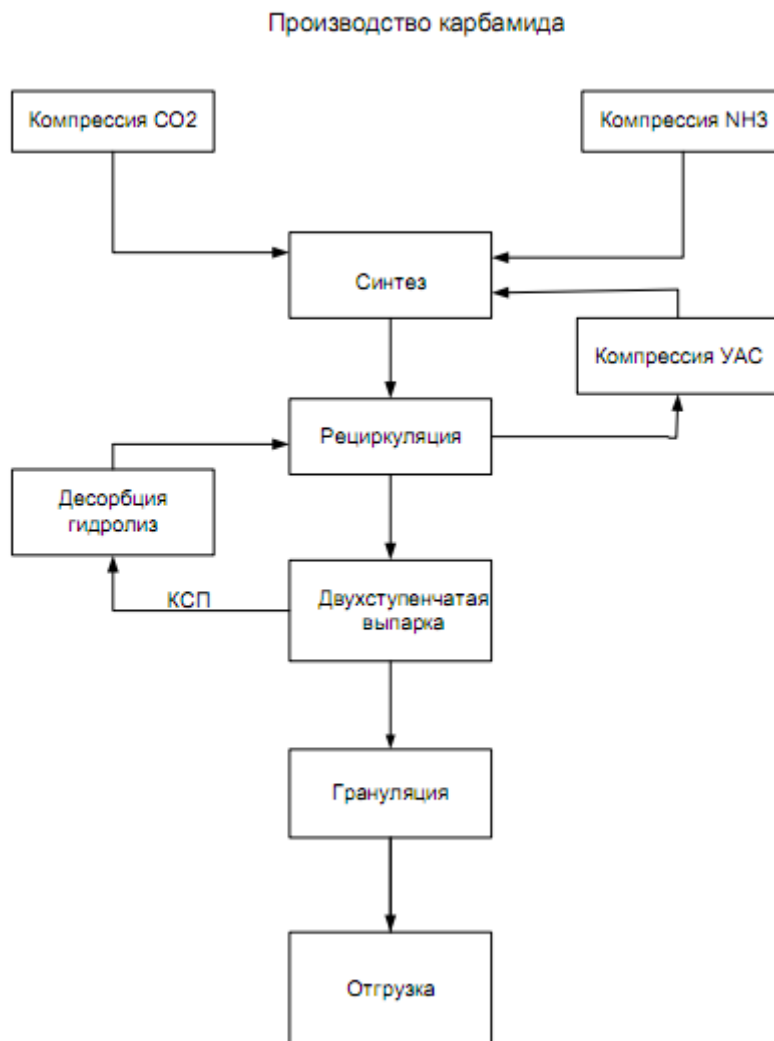 Производство карбамида
Компрессия CO2
Компрессия NH3
Синтез
Компрессия УАС
Рециркуляция
Десорбция
гидролиз
КСП
Двухступенчатая
выпарка
Грануляция
Отгрузка